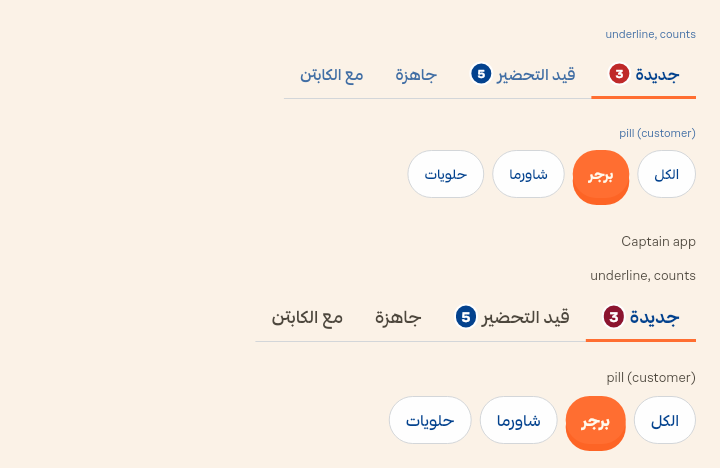 underline, counts
جديدة 3 قيد التحضير 5 جاهزة مع الكابتن
pill (customer)
الكل برجر شاورما حلويات
Captain app
underline, counts
جديدة 3 قيد التحضير 5 جاهزة مع الكابتن
pill (customer)
الكل برجر شاورما حلويات